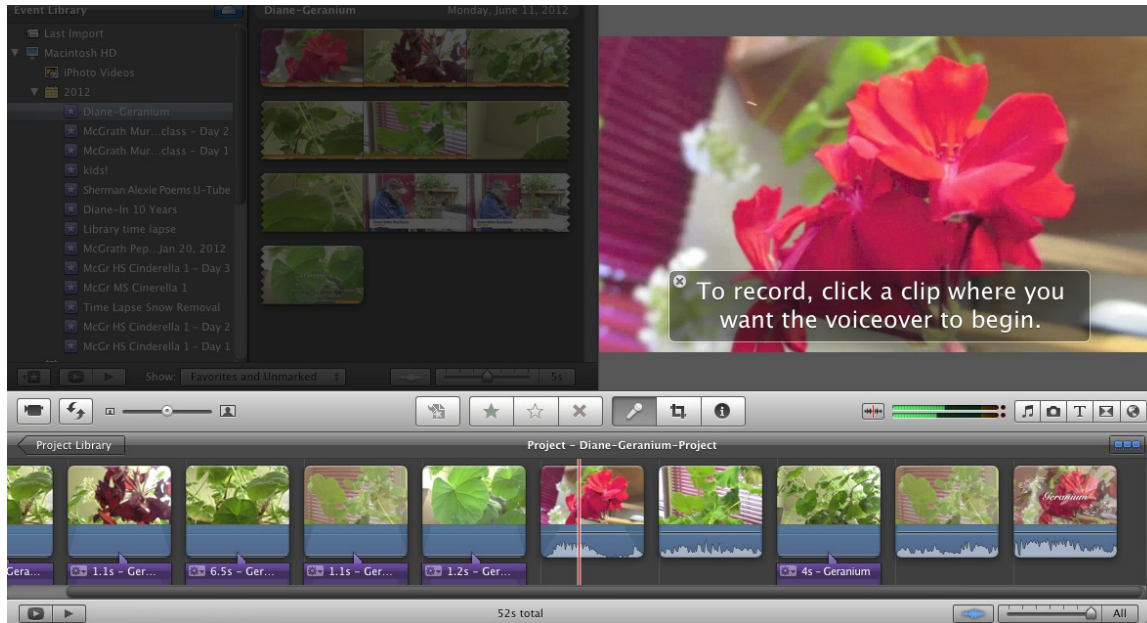 Event Library
Diane-Geranium Monday, June 11, 2012
Last Import
Macintosh HD
iPhoto Videos
2012
Diane-Geranium
McGrath Mur...class - Day 2
McGrath Mur...class - Day 1
kids!
Sherman Alexie Poems U-Tube
Diane-In 10 Years
Library time lapse
McGrath Pep...Jan 20, 2012
McGr HS Cinderella 1 - Day 3
McGr MS Cinerella 1
Time Lapse Snow Removal
McGr HS Cinderella 1 - Day 2
McGr HS Cinderella 1 - Day 1
To record, click a clip where you
want the voiceover to begin.
Show: Favorites and Unmarked 5s
Project Library
Project - Diane-Geranium-Project
Geranium
Gera...
1.1s - Ger...
6.5s - Ger...
1.1s - Ger...
1.2s - Ger...
4s - Geranium
52s total
All